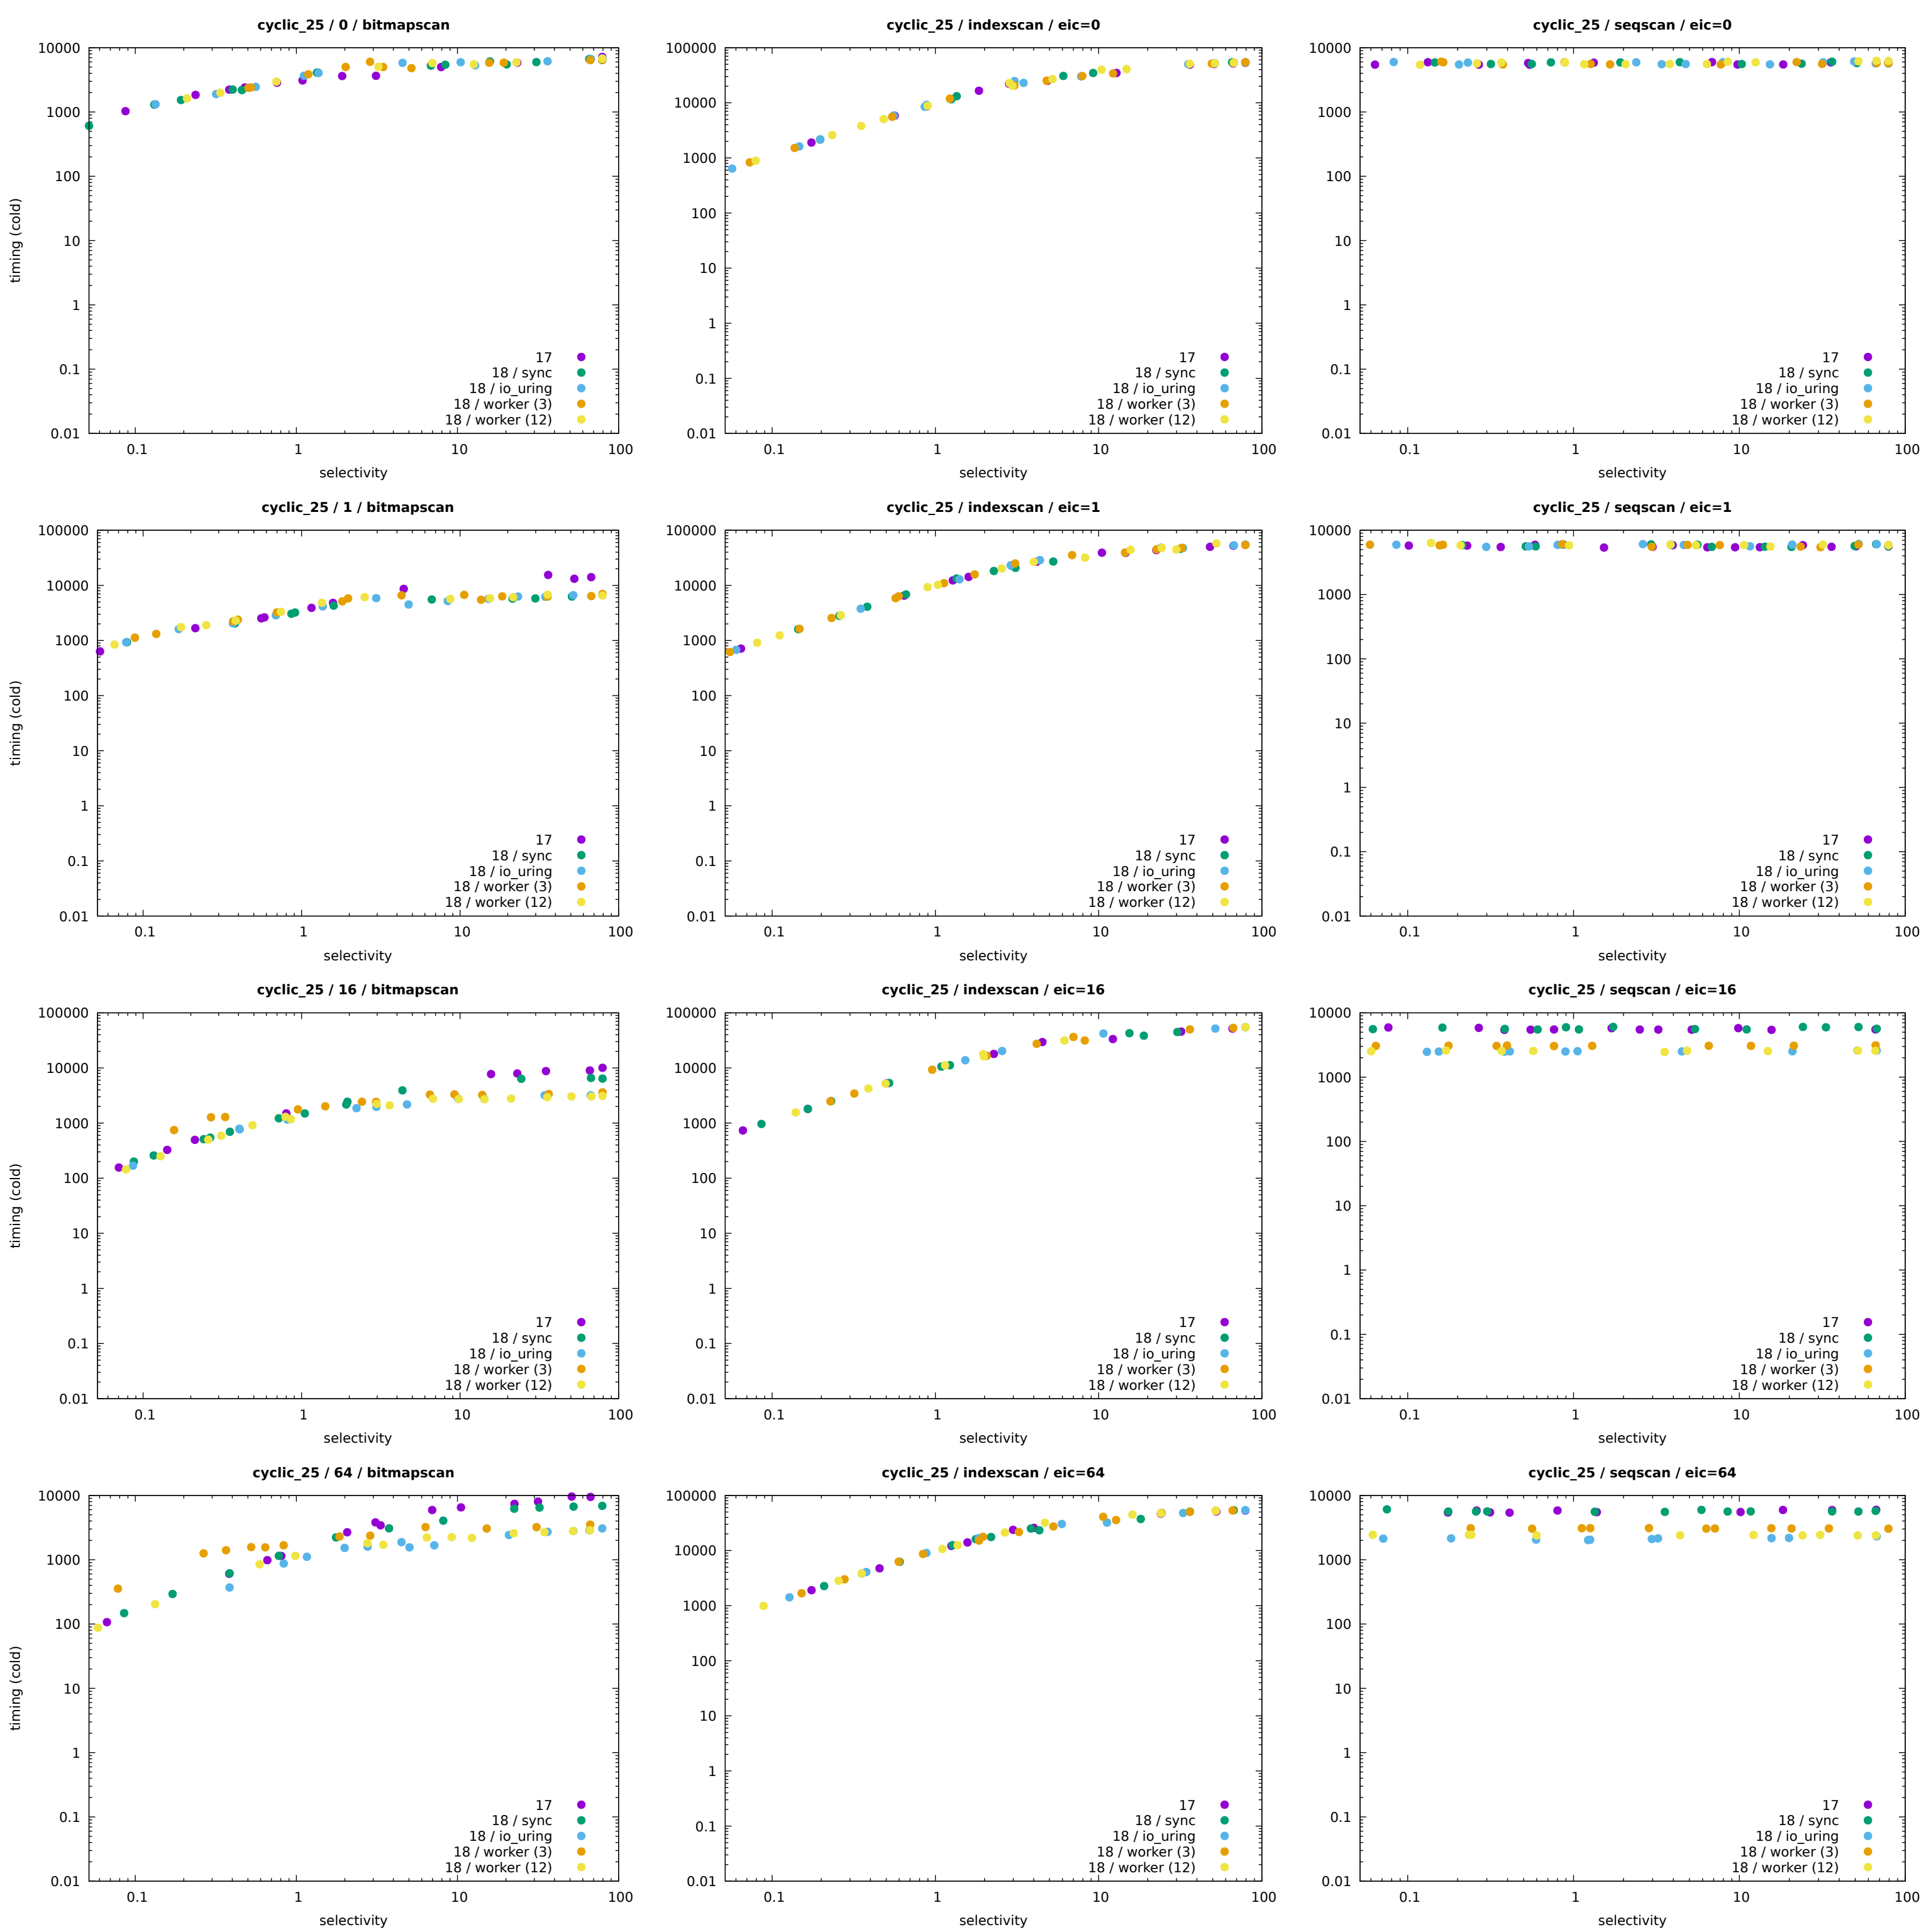 cyclic_25 / 0 / bitmapscan
timing (cold)
10000
1000
100
10
1
0.1
0.01
17
18 / sync
18 / io_uring
18 / worker (3)
18 / worker (12)
0.1 1 10 100
selectivity
cyclic_25 / indexscan / eic=0
100000
10000
1000
100
10
1
0.1
0.01
17
18 / sync
18 / io_uring
18 / worker (3)
18 / worker (12)
0.1 1 10 100
selectivity
cyclic_25 / seqscan / eic=0
10000
1000
100
10
1
0.1
0.01
17
18 / sync
18 / io_uring
18 / worker (3)
18 / worker (12)
0.1 1 10 100
selectivity
cyclic_25 / 1 / bitmapscan
timing (cold)
100000
10000
1000
100
10
1
0.1
0.01
17
18 / sync
18 / io_uring
18 / worker (3)
18 / worker (12)
0.1 1 10 100
selectivity
cyclic_25 / indexscan / eic=1
100000
10000
1000
100
10
1
0.1
0.01
17
18 / sync
18 / io_uring
18 / worker (3)
18 / worker (12)
0.1 1 10 100
selectivity
cyclic_25 / seqscan / eic=1
10000
1000
100
10
1
0.1
0.01
17
18 / sync
18 / io_uring
18 / worker (3)
18 / worker (12)
0.1 1 10 100
selectivity
cyclic_25 / 16 / bitmapscan
timing (cold)
100000
10000
1000
100
10
1
0.1
0.01
17
18 / sync
18 / io_uring
18 / worker (3)
18 / worker (12)
0.1 1 10 100
selectivity
cyclic_25 / indexscan / eic=16
100000
10000
1000
100
10
1
0.1
0.01
17
18 / sync
18 / io_uring
18 / worker (3)
18 / worker (12)
0.1 1 10 100
selectivity
cyclic_25 / seqscan / eic=16
10000
1000
100
10
1
0.1
0.01
17
18 / sync
18 / io_uring
18 / worker (3)
18 / worker (12)
0.1 1 10 100
selectivity
cyclic_25 / 64 / bitmapscan
timing (cold)
10000
1000
100
10
1
0.1
0.01
17
18 / sync
18 / io_uring
18 / worker (3)
18 / worker (12)
0.1 1 10 100
selectivity
cyclic_25 / indexscan / eic=64
100000
10000
1000
100
10
1
0.1
0.01
17
18 / sync
18 / io_uring
18 / worker (3)
18 / worker (12)
0.1 1 10 100
selectivity
cyclic_25 / seqscan / eic=64
10000
1000
100
10
1
0.1
0.01
17
18 / sync
18 / io_uring
18 / worker (3)
18 / worker (12)
0.1 1 10 100
selectivity